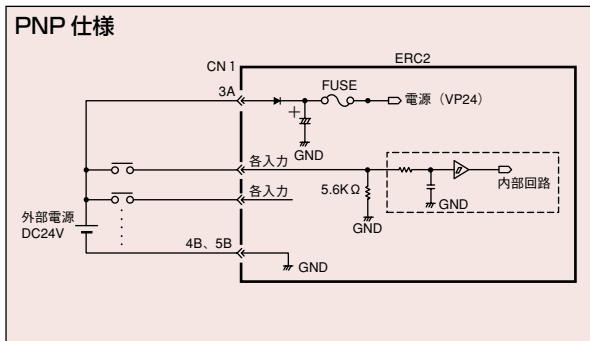 PNP 仕様
ERC2
CN 1
3A
FUSE
電源（VP24）
+
GND
各入力
各入力
5.6KΩ
内部回路
GND
GND
外部電源
DC24V
4B、5B
GND